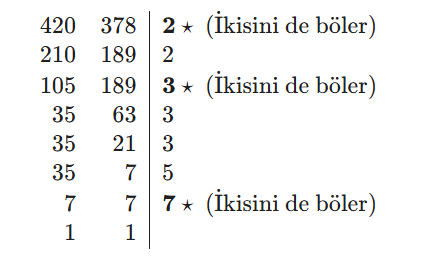 420 378 2 ⋆ (İkisini de böler)
210 189 2
105 189 3 ⋆ (İkisini de böler)
35 63 3
35 21 3
35 7 5
7 7 7 ⋆ (İkisini de böler)
1 1